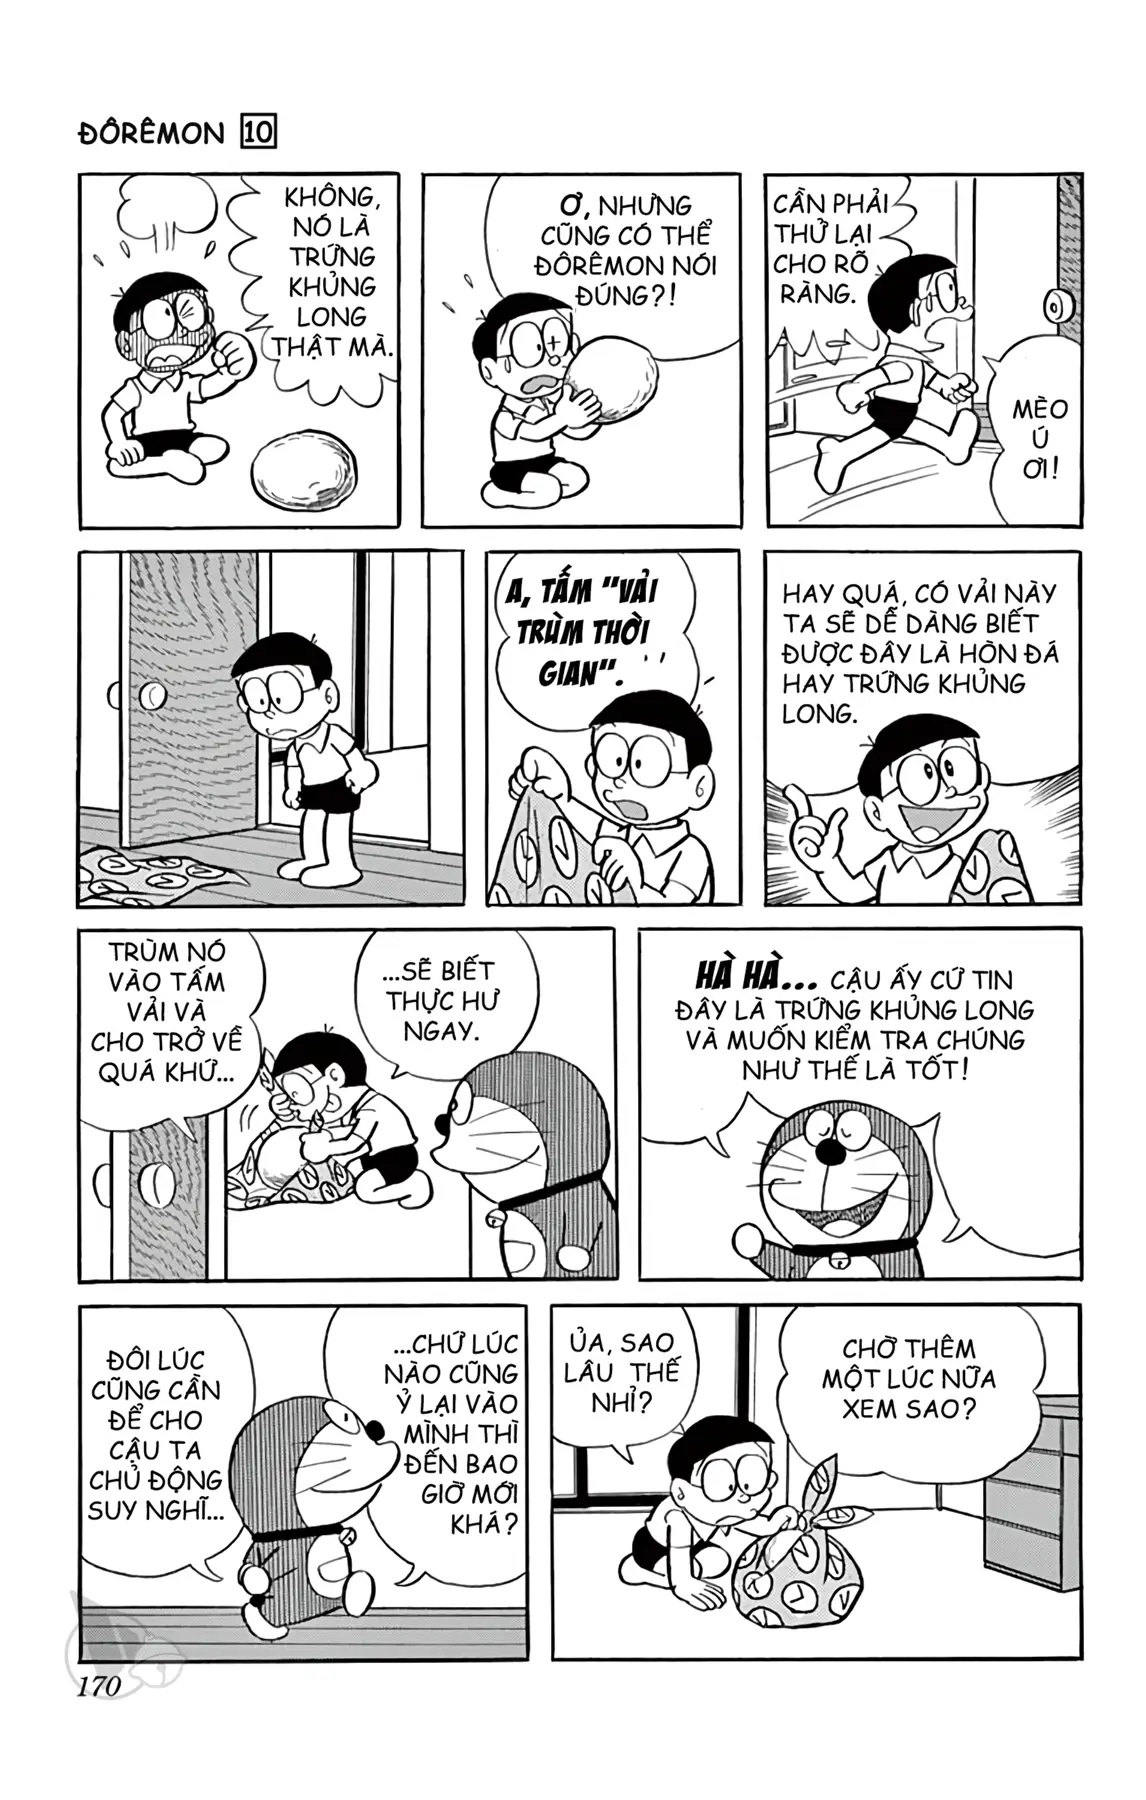 ĐÔRÊMON 10
KHÔNG,
NÓ LÀ
TRỨNG
KHỦNG
LONG
THẬT MÀ.
Ơ, NHƯNG
CŨNG CÓ THỂ
ĐÔRÊMON NÓI
ĐÚNG?!
CẦN PHẢI
THỬ LẠI
CHO RÕ
RÀNG.
MÈO
Ú
ƠI!
A, TẤM "VẢI
TRÙM THỜI
GIAN".
HAY QUÁ, CÓ VẢI NÀY
TA SẼ DỄ DÀNG BIẾT
ĐƯỢC ĐÂY LÀ HÒN ĐÁ
HAY TRỨNG KHỦNG
LONG.
TRÙM NÓ
VÀO TẤM
VẢI VÀ
CHO TRỞ VỀ
QUÁ KHỨ...
...SẼ BIẾT
THỰC HƯ
NGAY.
HÀ HÀ... CẬU ẤY CỨ TIN
ĐÂY LÀ TRỨNG KHỦNG LONG
VÀ MUỐN KIỂM TRA CHÚNG
NHƯ THẾ LÀ TỐT!
ĐÔI LÚC
CŨNG CẦN
ĐỂ CHO
CẬU TA
CHỦ ĐỘNG
SUY NGHĨ...
...CHỨ LÚC
NÀO CŨNG
Ỷ LẠI VÀO
MÌNH THÌ
ĐẾN BAO
GIỜ MỚI
KHÁ?
ỦA, SAO
LÂU THẾ
NHỈ?
CHỜ THÊM
MỘT LÚC NỮA
XEM SAO?
170